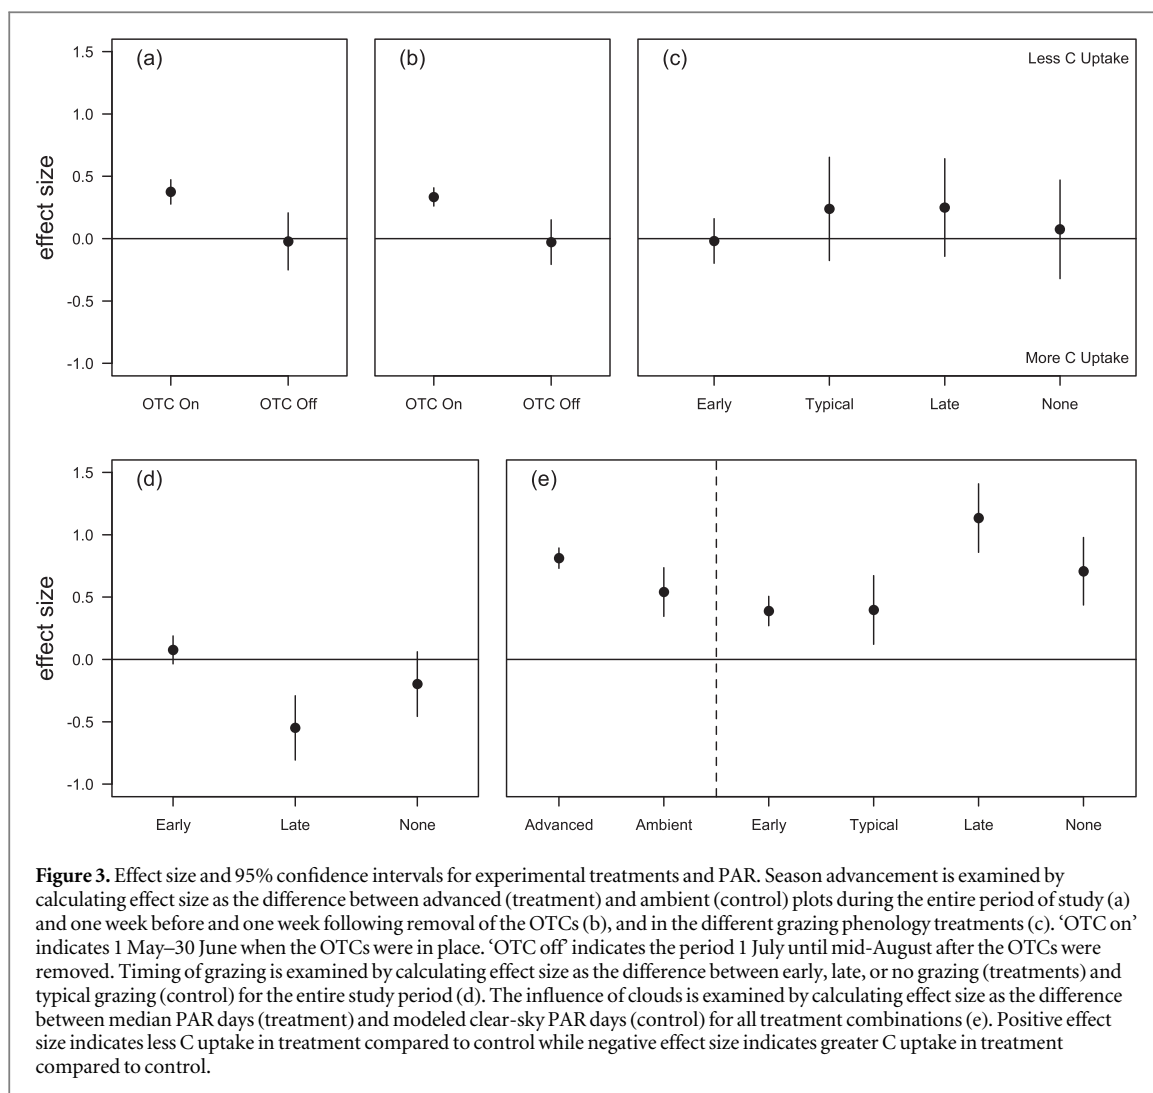 (a)
(b)
(c)
Less C Uptake
1.5
1.0
0.5
0.0
-0.5
-1.0
effect size
More C Uptake
OTC On
OTC Off
OTC On
OTC Off
Early
Typical
Late
None
(d)
(e)
1.5
1.0
0.5
0.0
-0.5
-1.0
effect size
Early
Late
None
Advanced
Ambient
Early
Typical
Late
None
Figure 3. Effect size and 95% confidence intervals for experimental treatments and PAR. Season advancement is examined by
calculating effect size as the difference between advanced (treatment) and ambient (control) plots during the entire period of study (a)
and one week before and one week following removal of the OTCs (b), and in the different grazing phenology treatments (c). ‘OTC on’
indicates 1 May–30 June when the OTCs were in place. ‘OTC off’ indicates the period 1 July until mid-August after the OTCs were
removed. Timing of grazing is examined by calculating effect size as the difference between early, late, or no grazing (treatments) and
typical grazing (control) for the entire study period (d). The influence of clouds is examined by calculating effect size as the difference
between median PAR days (treatment) and modeled clear-sky PAR days (control) for all treatment combinations (e). Positive effect
size indicates less C uptake in treatment compared to control while negative effect size indicates greater C uptake in treatment
compared to control.